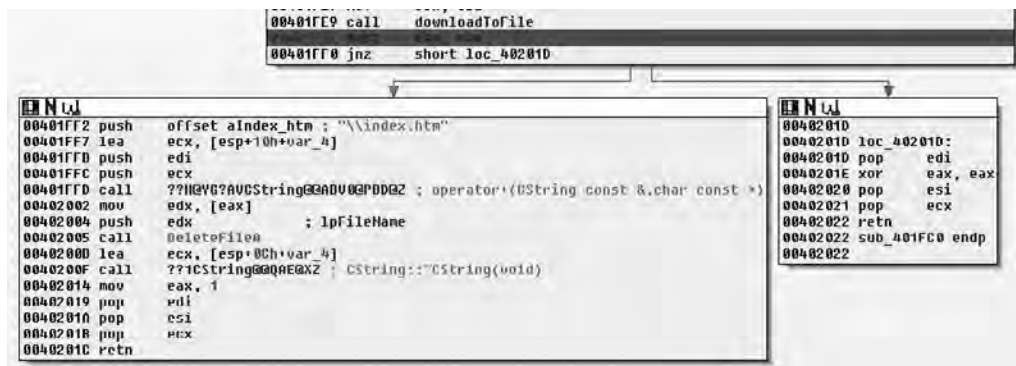 00401FE9 call downloadToFile
00401FF0 jnz short loc_40201D
00401FF2 push offset aIndex_htm ; "\\index.htm"
00401FF7 lea ecx, [esp+10h+var_4]
00401FFB push edi
00401FFC push ecx
00401FFD call ??H@YG?AVCString@@ABV0@PBD@Z ; operator+(CString const &,char const *)
00402002 mov edx, [eax]
00402004 push edx ; lpFileName
00402005 call DeleteFileA
0040200B lea ecx, [esp+0Ch+var_4]
0040200F call ??1CString@@QAE@XZ ; CString::~CString(void)
00402014 mov eax, 1
00402019 pop edi
0040201A pop esi
0040201B pop ecx
0040201C retn
0040201D
0040201D loc_40201D:
0040201D pop edi
0040201E xor eax, eax
00402020 pop esi
00402021 pop ecx
00402022 retn
00402022 sub_401FC0 endp
00402022